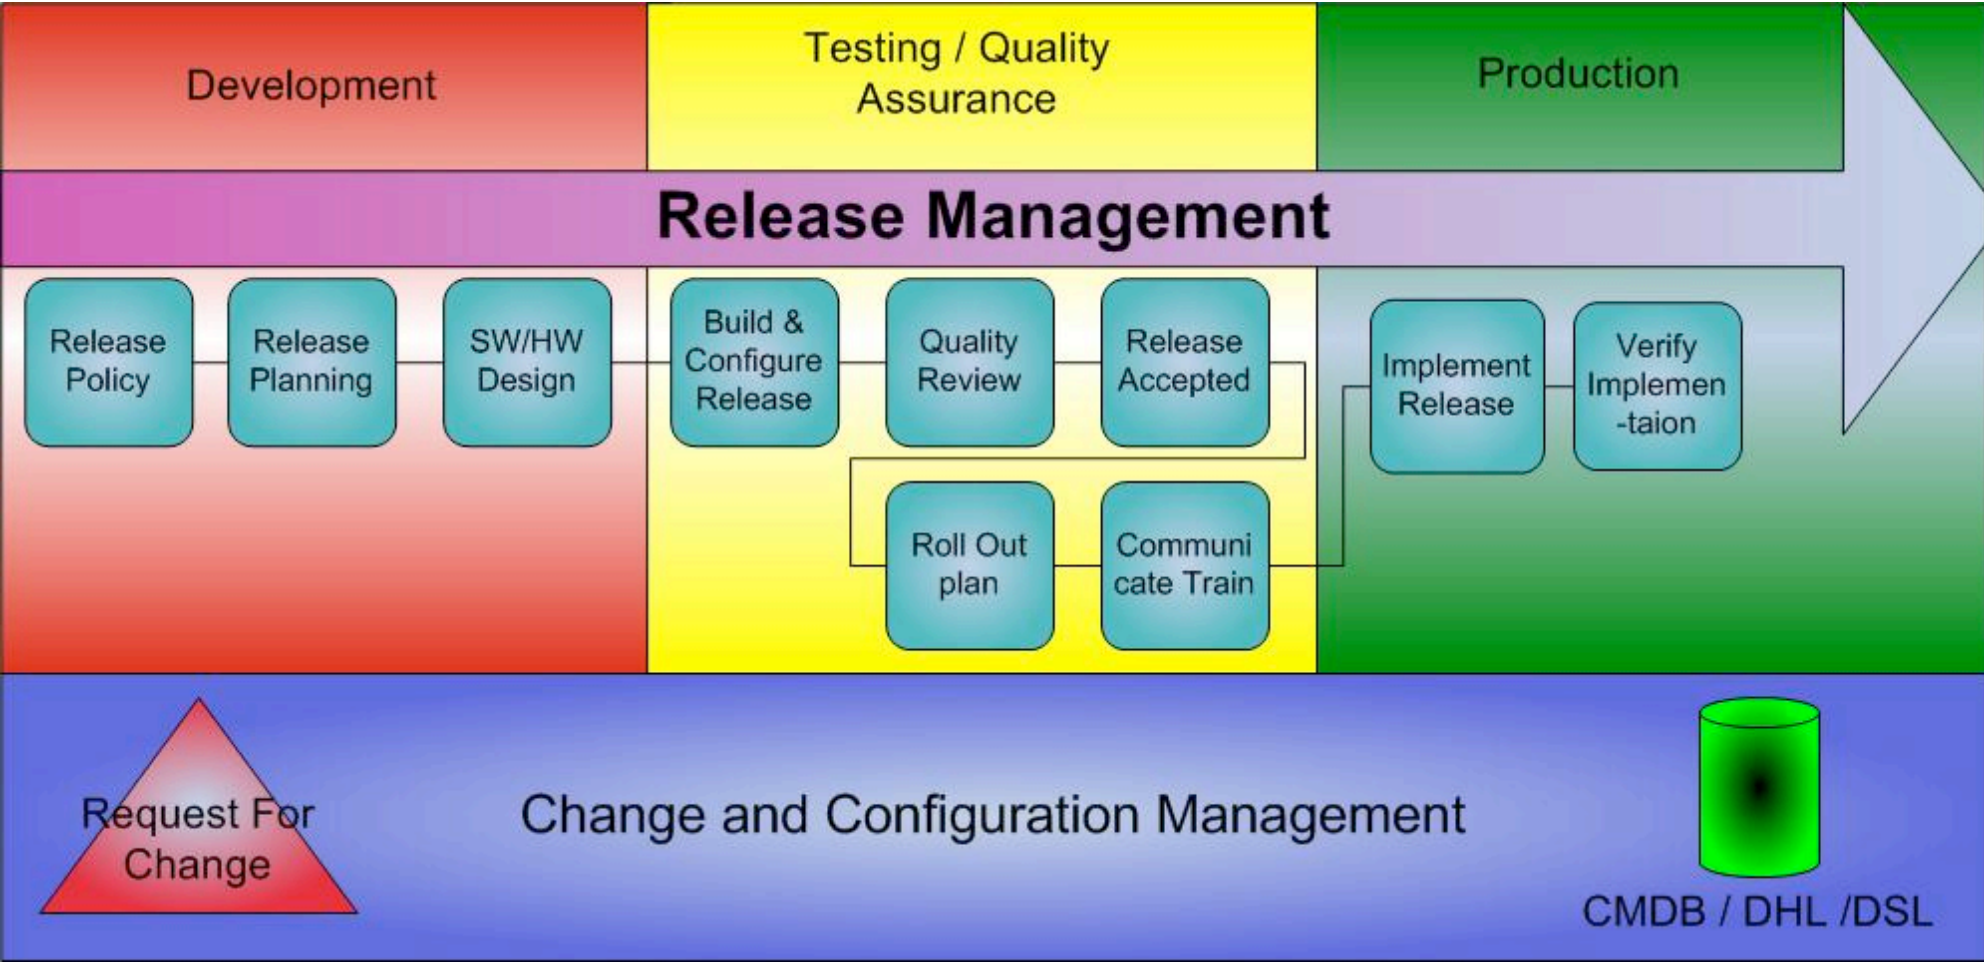 Development
Testing / Quality
Assurance
Production
Release Management
Release
Policy
Release
Planning
SW/HW
Design
Build &
Configure
Release
Quality
Review
Release
Accepted
Roll Out
plan
Communi
cate Train
Implement
Release
Verify
Implemen
-taion
Request For
Change
Change and Configuration Management
CMDB / DHL /DSL